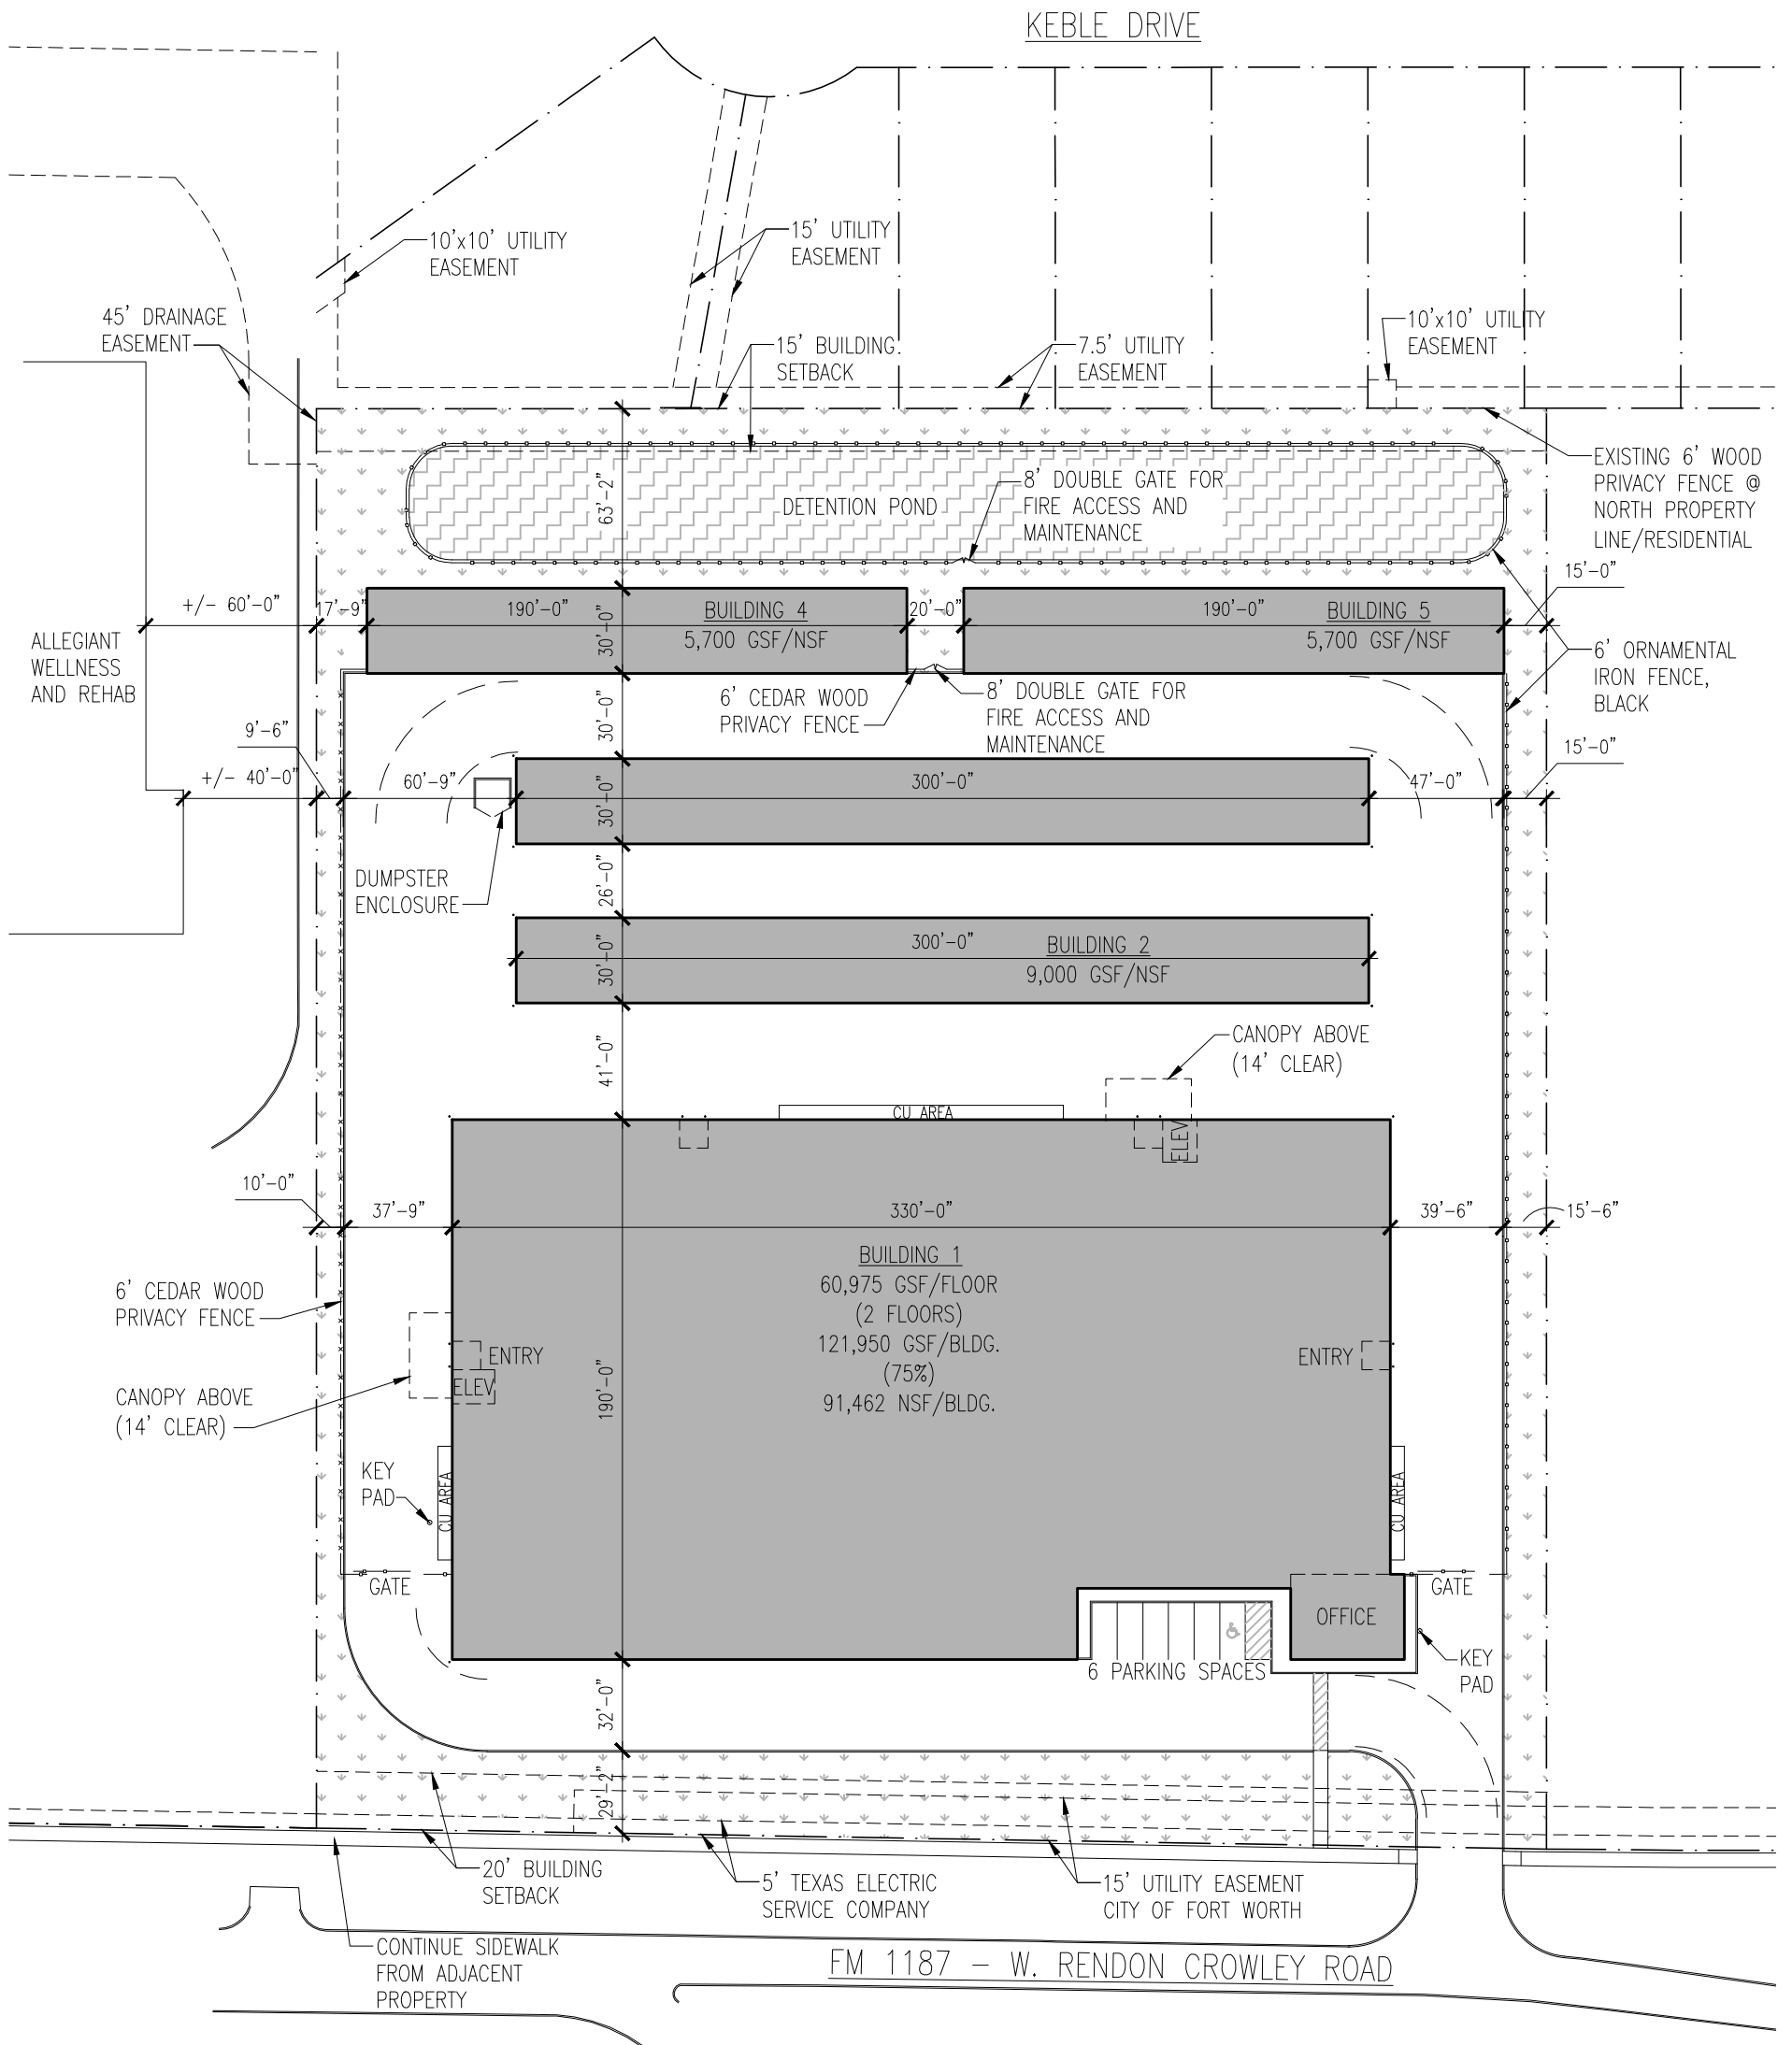 KEBLE DRIVE
10'x10' UTILITY
EASEMENT
15' UTILITY
EASEMENT
45' DRAINAGE
EASEMENT
15' BUILDING
SETBACK
7.5' UTILITY
EASEMENT
10'x10' UTILITY
EASEMENT
63'-2"
DETENTION POND
8' DOUBLE GATE FOR
FIRE ACCESS AND
MAINTENANCE
EXISTING 6' WOOD
PRIVACY FENCE @
NORTH PROPERTY
LINE/RESIDENTIAL
+/- 60'-0"
17'-9"
190'-0"
30'-0"
BUILDING 4
5,700 GSF/NSF
20'-0"
190'-0"
BUILDING 5
5,700 GSF/NSF
15'-0"
ALLEGIANT
WELLNESS
AND REHAB
6' ORNAMENTAL
IRON FENCE,
BLACK
6' CEDAR WOOD
PRIVACY FENCE
8' DOUBLE GATE FOR
FIRE ACCESS AND
MAINTENANCE
30'-0"
9'-6"
+/- 40'-0"
60'-9"
30'-0"
300'-0"
47'-0"
15'-0"
DUMPSTER
ENCLOSURE
26'-0"
30'-0"
300'-0"
BUILDING 2
9,000 GSF/NSF
41'-0"
CANOPY ABOVE
(14' CLEAR)
CU AREA
ELEV
10'-0"
37'-9"
330'-0"
39'-6"
15'-6"
BUILDING 1
60,975 GSF/FLOOR
(2 FLOORS)
121,950 GSF/BLDG.
(75%)
91,462 NSF/BLDG.
6' CEDAR WOOD
PRIVACY FENCE
ENTRY
ELEV
ENTRY
CANOPY ABOVE
(14' CLEAR)
190'-0"
KEY
PAD
CU AREA
CU AREA
GATE
GATE
OFFICE
6 PARKING SPACES
KEY
PAD
32'-0"
29'-2"
20' BUILDING
SETBACK
5' TEXAS ELECTRIC
SERVICE COMPANY
15' UTILITY EASEMENT
CITY OF FORT WORTH
CONTINUE SIDEWALK
FROM ADJACENT
PROPERTY
FM 1187 - W. RENDON CROWLEY ROAD